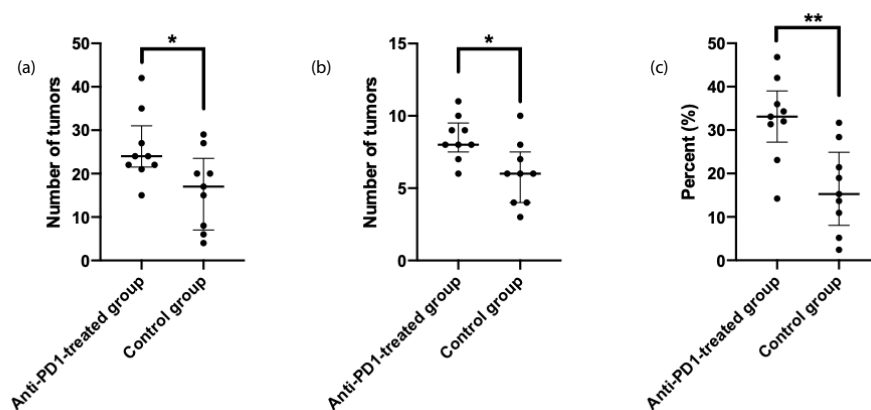 (a)
Number of tumors
50
40
30
20
10
0
*
Anti-PD1-treated group
Control group
(b)
Number of tumors
15
10
5
0
*
Anti-PD1-treated group
Control group
(c)
Percent (%)
50
40
30
20
10
0
**
Anti-PD1-treated group
Control group